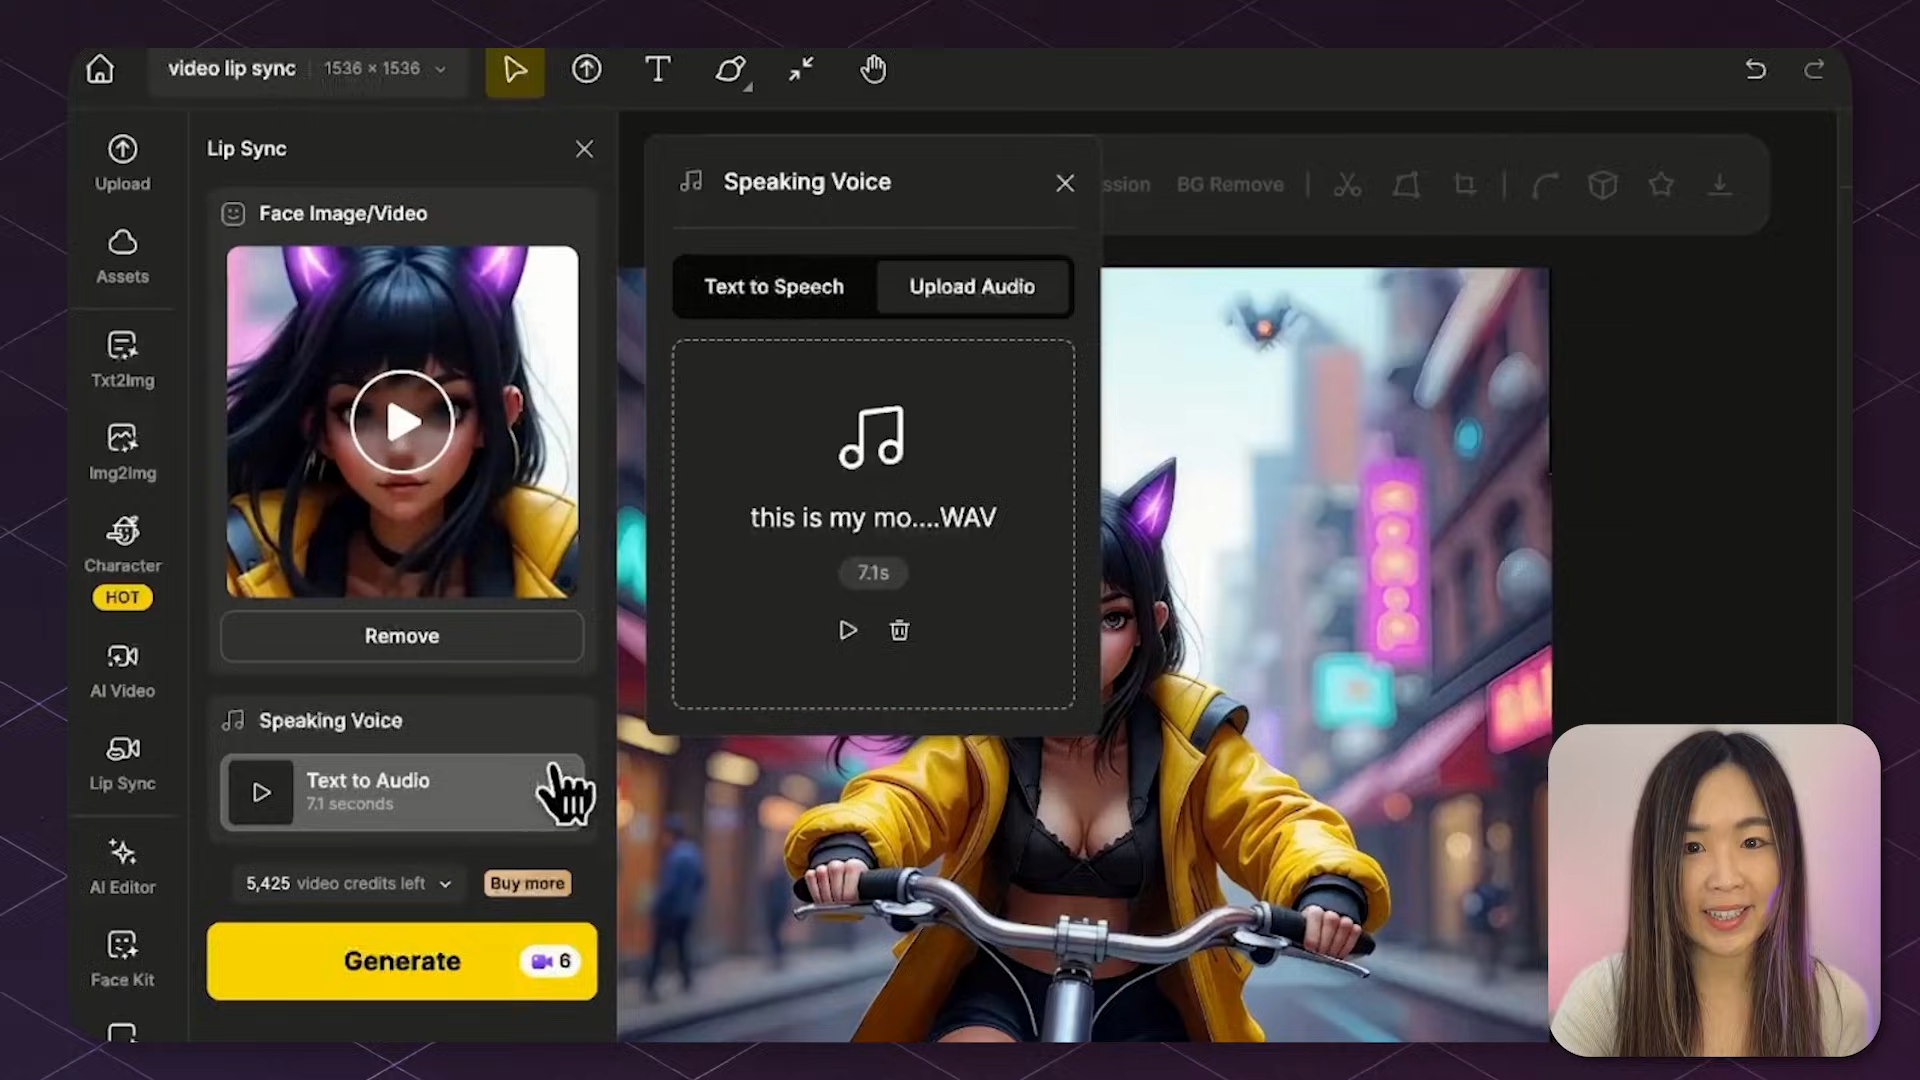 video lip sync
1536 × 1536
Upload
Assets
Txt2Img
Img2Img
Character
HOT
AI Video
Lip Sync
AI Editor
Face Kit
Lip Sync
Face Image/Video
Remove
Speaking Voice
Text to Audio
7.1 seconds
5,425 video credits left
Buy more
Generate
6
Speaking Voice
Text to Speech
Upload Audio
this is my mo....WAV
7.1s
ssion
BG Remove